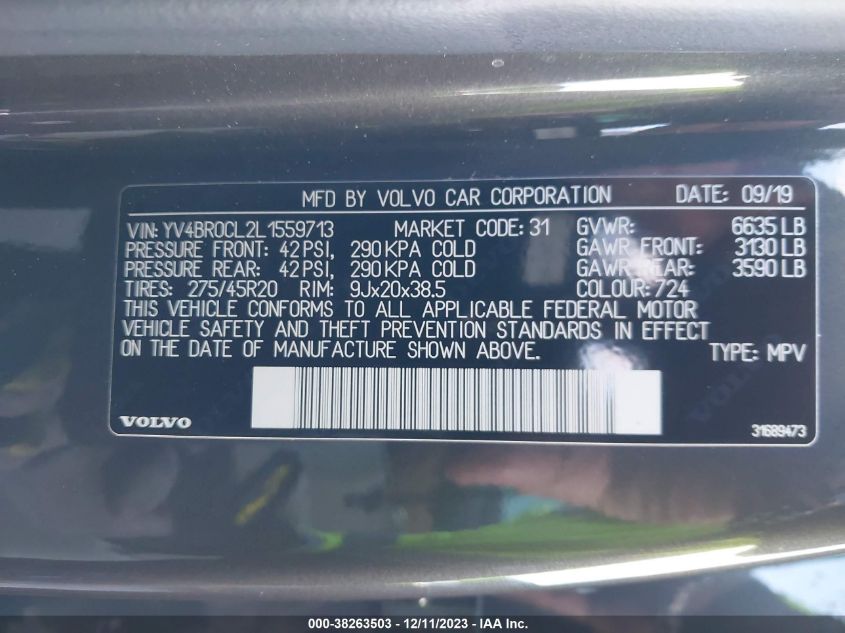 MFD BY VOLVO CAR CORPORATION DATE: 09/19
VIN: YV4BR0CL2L1559713 MARKET CODE: 31 GVWR: 6635 LB
PRESSURE FRONT: 42 PSI, 290 KPA COLD GAWR FRONT: 3130 LB
PRESSURE REAR: 42 PSI, 290 KPA COLD GAWR REAR: 3590 LB
TIRES: 275/45R20 RIM: 9Jx20x38.5 COLOUR: 724
THIS VEHICLE CONFORMS TO ALL APPLICABLE FEDERAL MOTOR
VEHICLE SAFETY AND THEFT PREVENTION STANDARDS IN EFFECT
ON THE DATE OF MANUFACTURE SHOWN ABOVE. TYPE: MPV
VOLVO 31689473
000-38263503 - 12/11/2023 - IAA Inc.